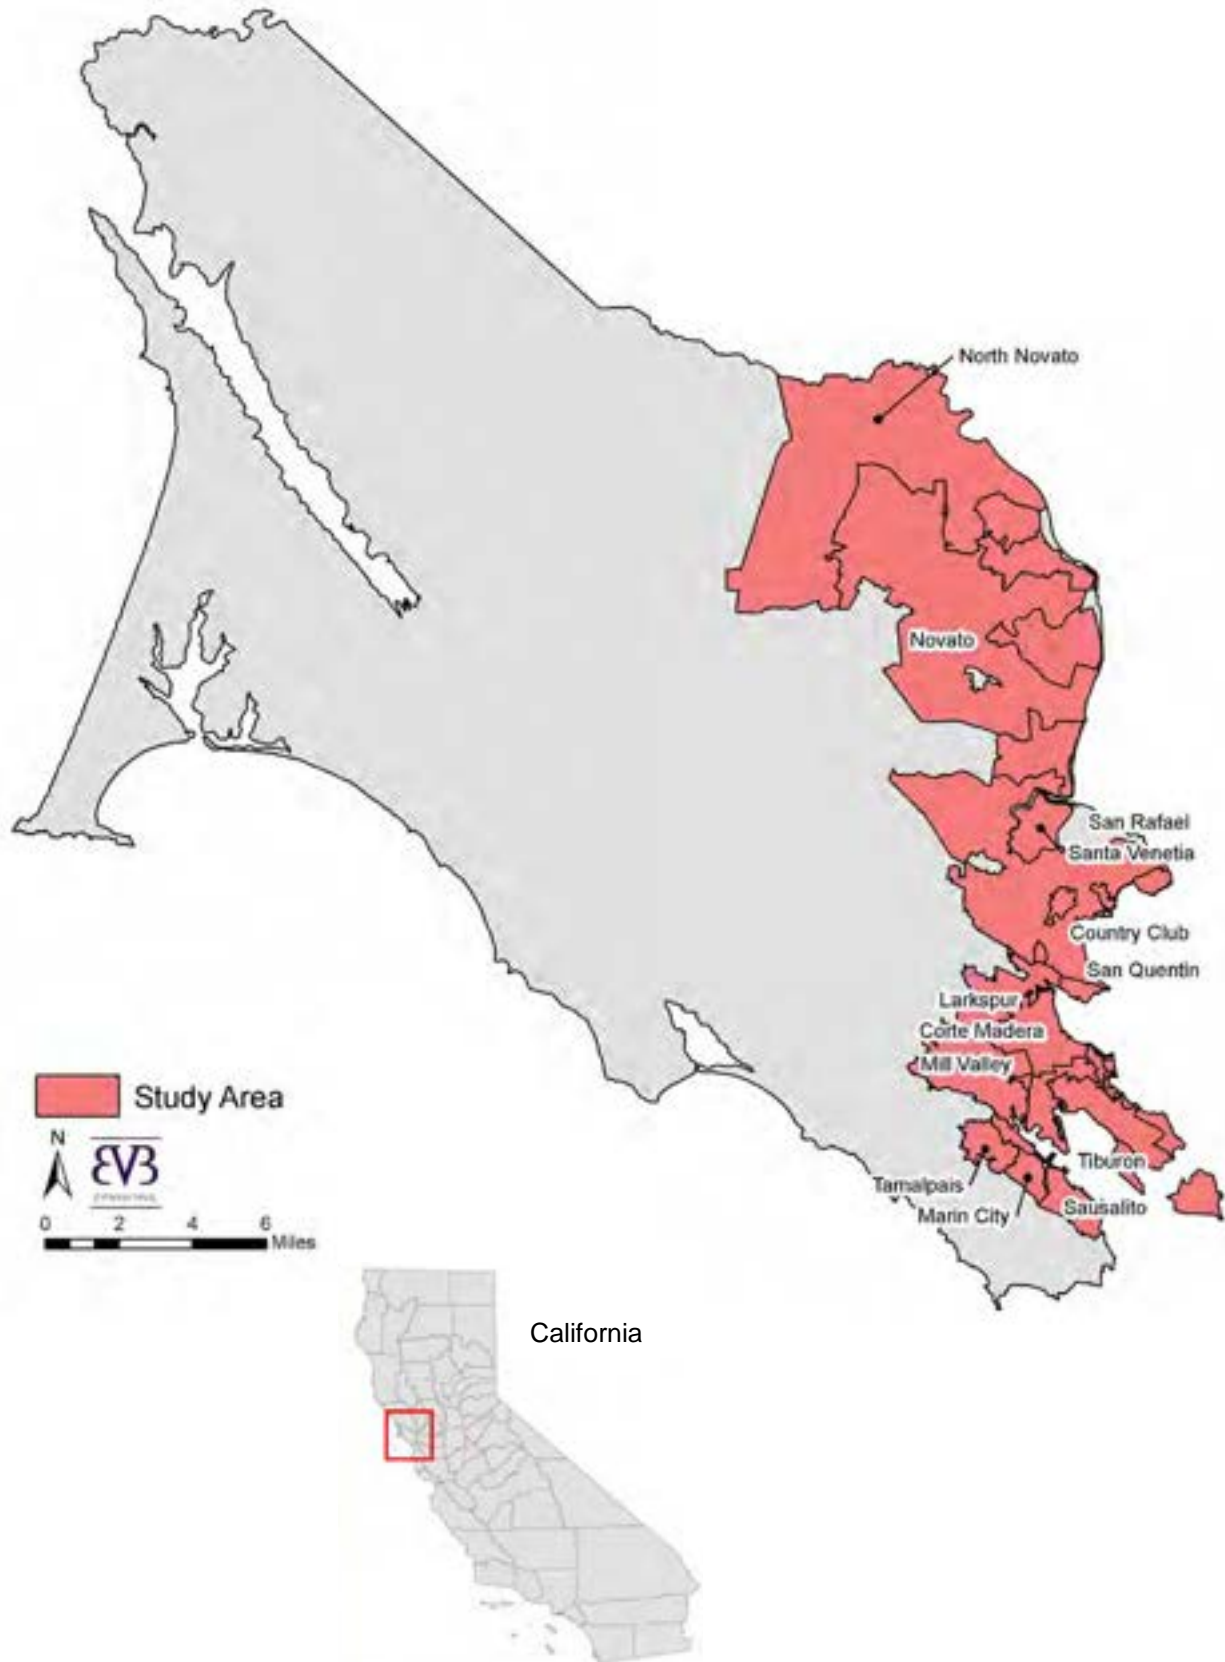 North Novato
Novato
San Rafael
Santa Venetia
Country Club
San Quentin
Larkspur
Corte Madera
Mill Valley
Tiburon
Tamalpais
Sausalito
Marin City
Study Area
N
BVB
0 2 4 6
Miles
California